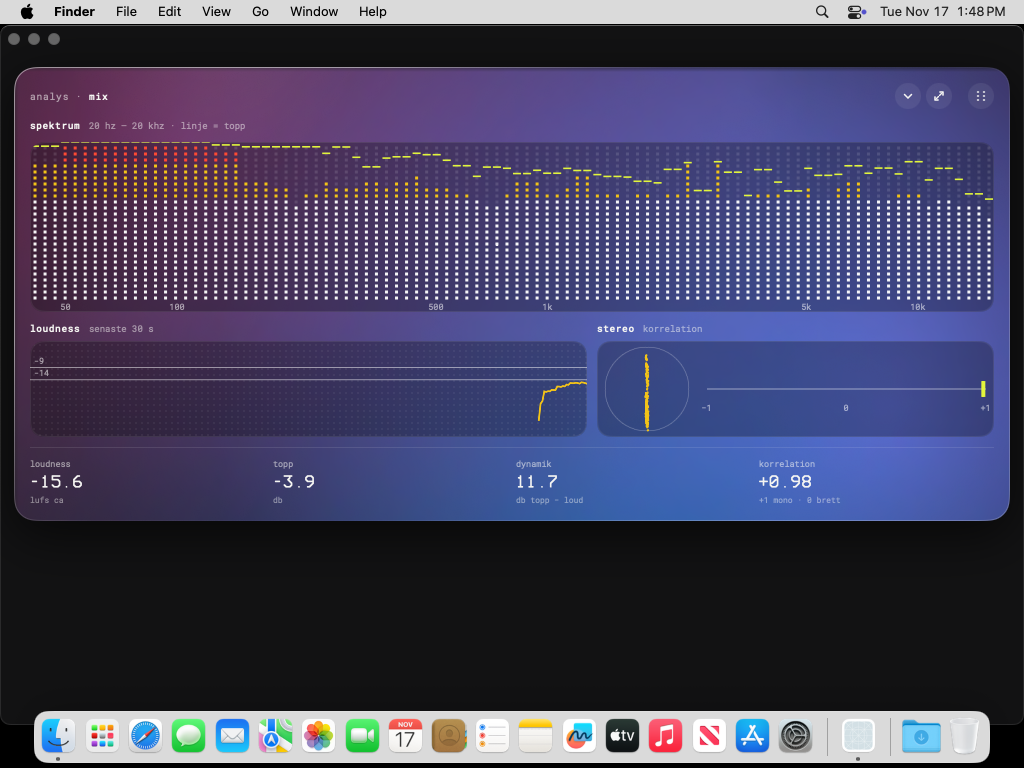 Finder File Edit View Go Window Help Tue Nov 17 1:48 PM
analys · mix
spektrum 20 hz – 20 khz · linje = topp
50 100 500 1k 5k 10k
loudness senaste 30 s
stereo korrelation
-9
-14
-1 0 +1
loudness topp dynamik korrelation
-15.6 -3.9 11.7 +0.98
lufs ca db db topp – loud +1 mono · 0 brett
NOV
17
tv